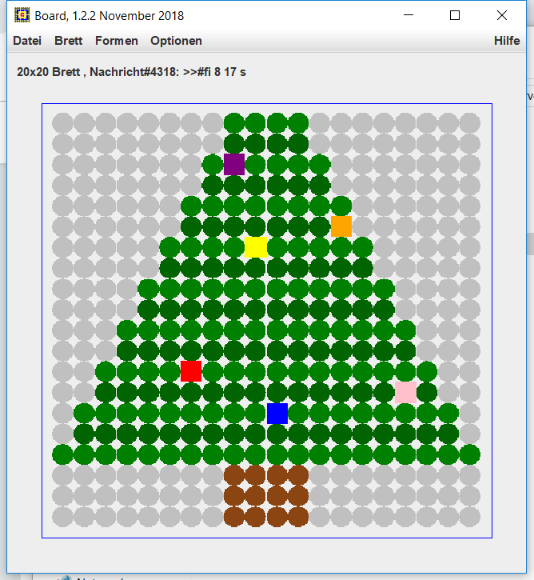 Board, 1.2.2 November 2018
Datei Brett Formen Optionen Hilfe
20x20 Brett , Nachricht#4318: >>#fi 8 17 s